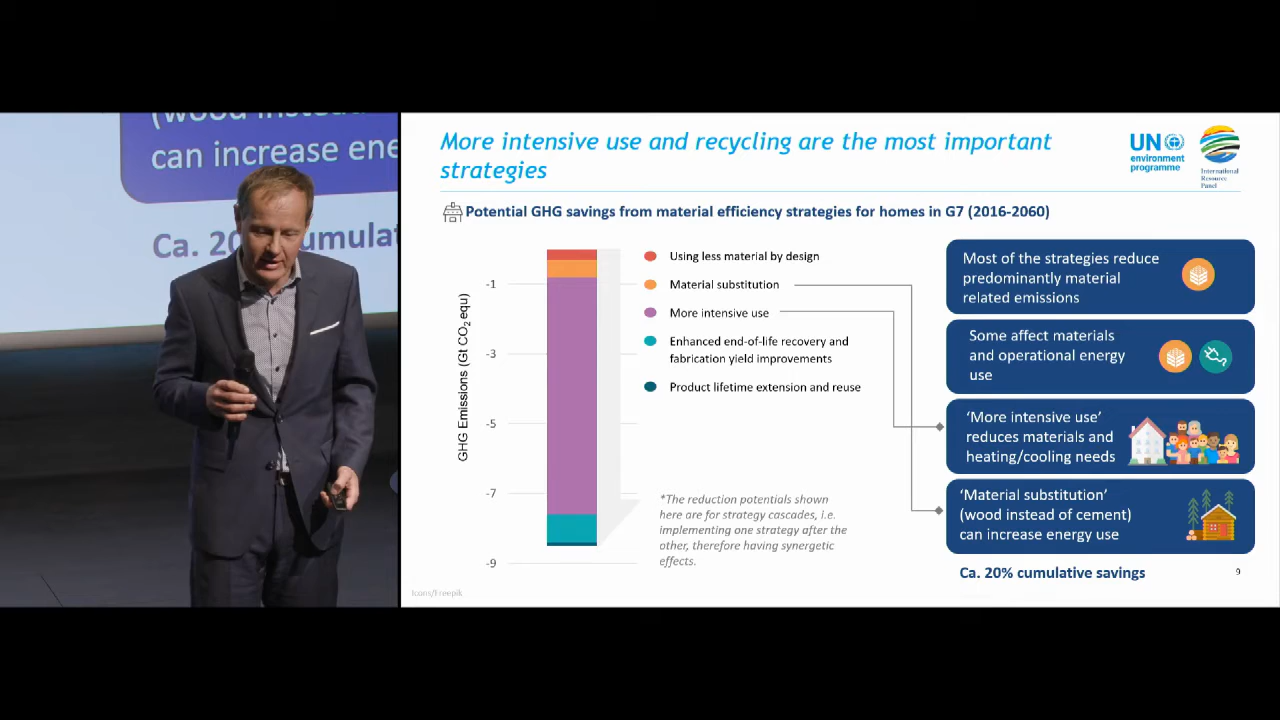 (wood
can increase ene
Ca. 20
umulat
More intensive use and recycling are the most important
strategies
UN
environment
programme
International
Resource
Panel
Potential GHG savings from material efficiency strategies for homes in G7 (2016-2060)
GHG Emissions (Gt CO2 equ)
-1
-3
-5
-7
-9
Using less material by design
Material substitution
More intensive use
Enhanced end-of-life recovery and
fabrication yield improvements
Product lifetime extension and reuse
*The reduction potentials shown
here are for strategy cascades, i.e.
implementing one strategy after the
other, therefore having synergetic
effects.
Most of the strategies reduce
predominantly material
related emissions
Some affect materials
and operational energy
use
‘More intensive use’
reduces materials and
heating/cooling needs
‘Material substitution’
(wood instead of cement)
can increase energy use
Ca. 20% cumulative savings
9
Icons/Freepik